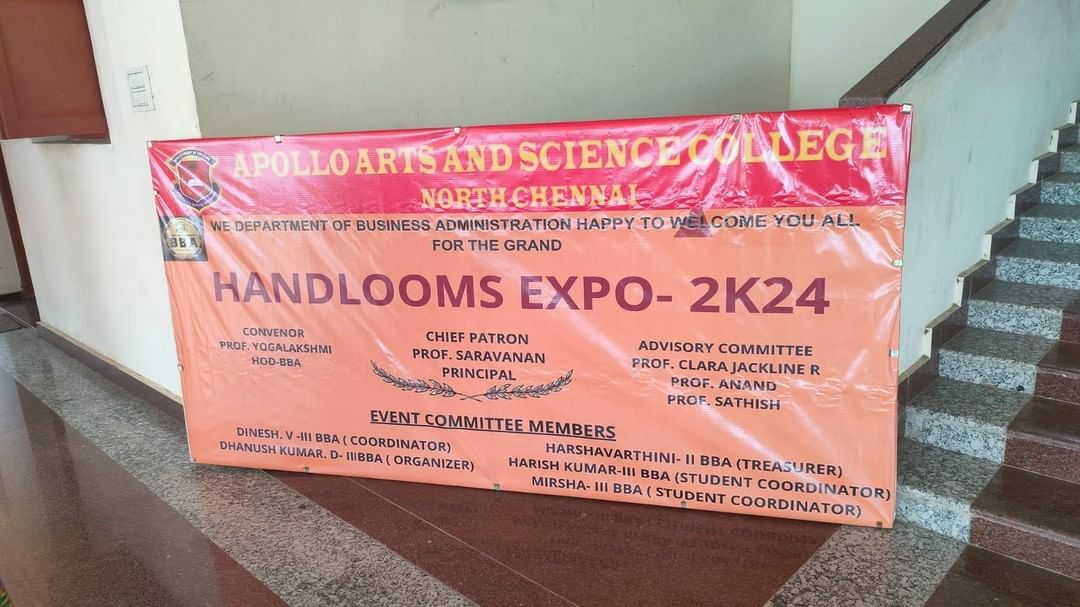 APOLLO ARTS AND SCIENCE COLLEGE
NORTH CHENNAI
BBA
WE DEPARTMENT OF BUSINESS ADMINISTRATION HAPPY TO WELCOME YOU ALL
FOR THE GRAND
HANDLOOMS EXPO- 2K24
CONVENOR
PROF. YOGALAKSHMI
HOD-BBA
CHIEF PATRON
PROF. SARAVANAN
PRINCIPAL
ADVISORY COMMITTEE
PROF. CLARA JACKLINE R
PROF. ANAND
PROF. SATHISH
EVENT COMMITTEE MEMBERS
DINESH. V -III BBA ( COORDINATOR)
DHANUSH KUMAR. D- IIIBBA ( ORGANIZER)
HARSHAVARTHINI- II BBA (TREASURER)
HARISH KUMAR-III BBA (STUDENT COORDINATOR)
MIRSHA- III BBA ( STUDENT COORDINATOR)